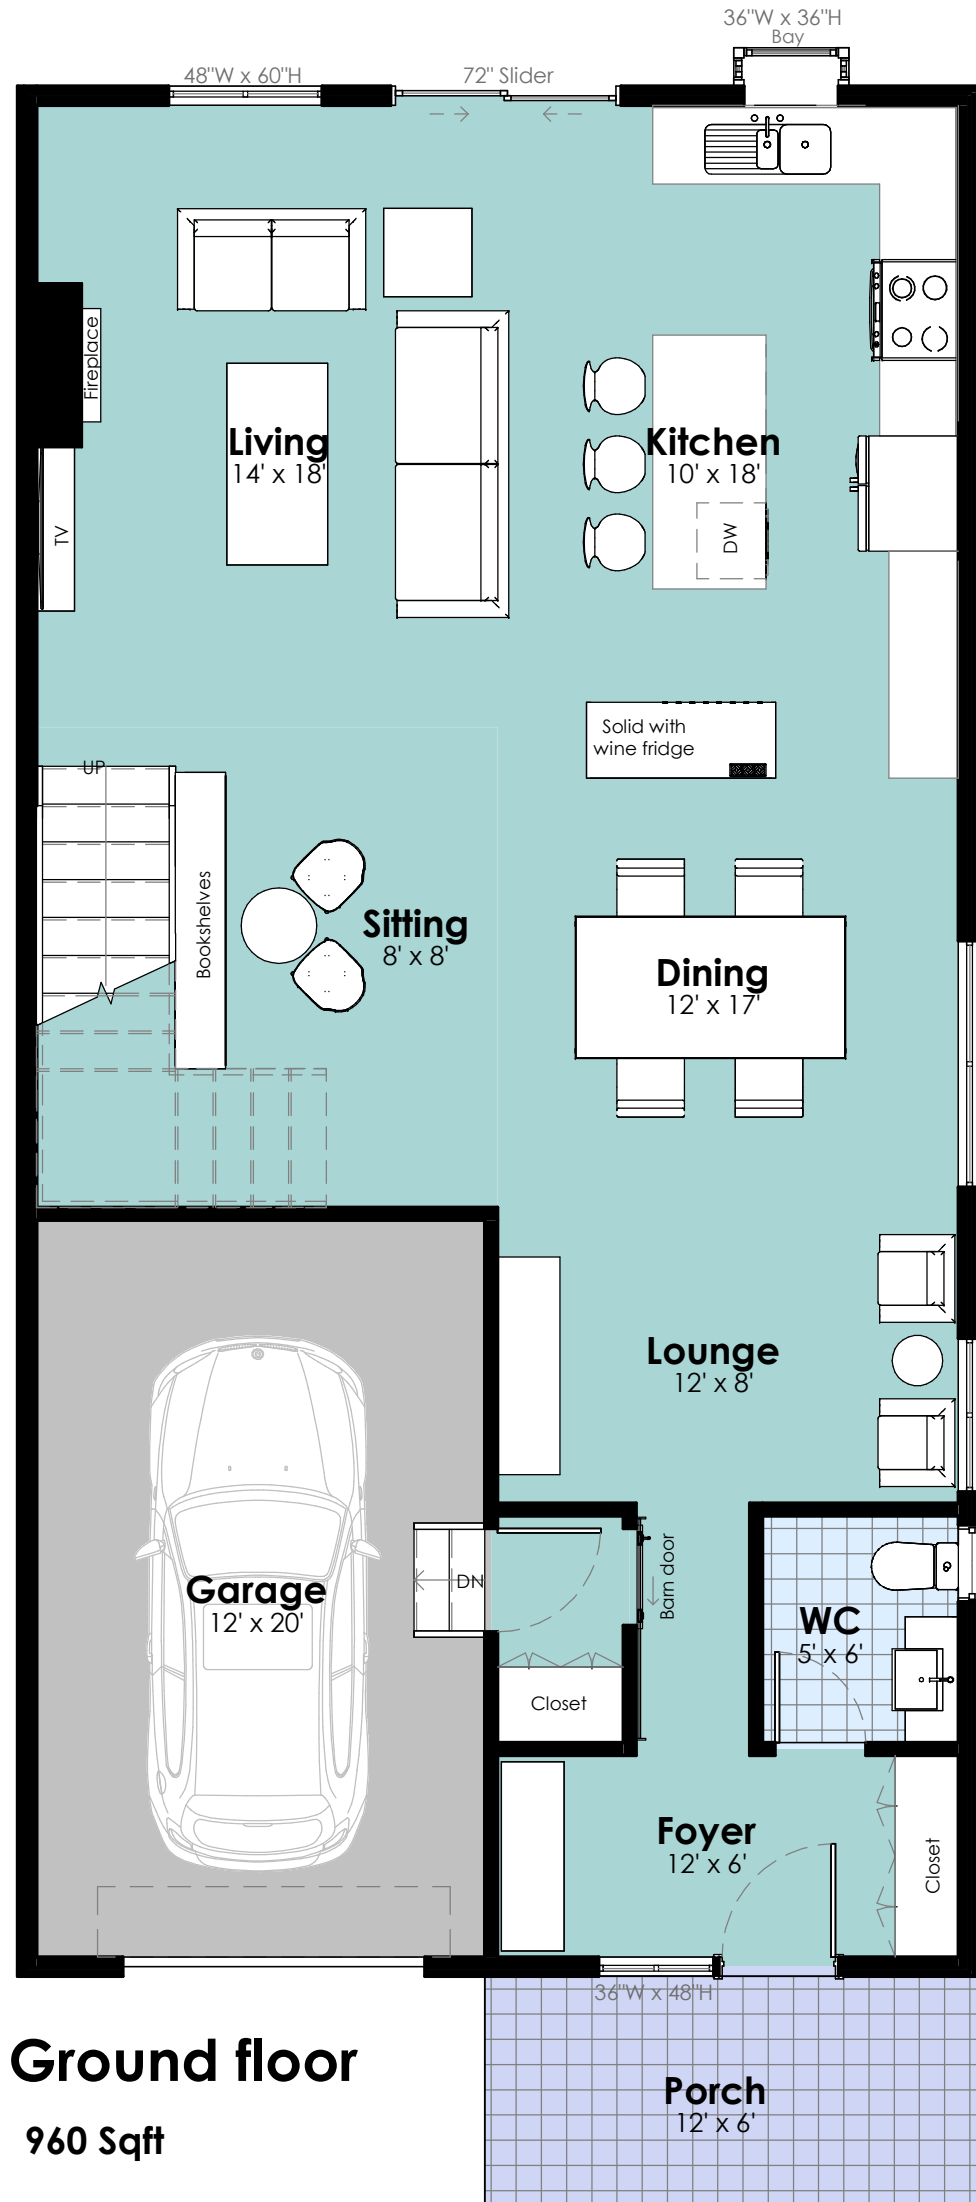 36"W x 36"H
Bay
48"W x 60"H
72" Slider
Fireplace
Living
14' x 18'
Kitchen
10' x 18'
TV
DW
Solid with
wine fridge
UP
Bookshelves
Sitting
8' x 8'
Dining
12' x 17'
Lounge
12' x 8'
Barn door
DN
Garage
12' x 20'
WC
5' x 6'
Closet
Foyer
12' x 6'
Closet
36"W x 48"H
Ground floor
960 Sqft
Porch
12' x 6'